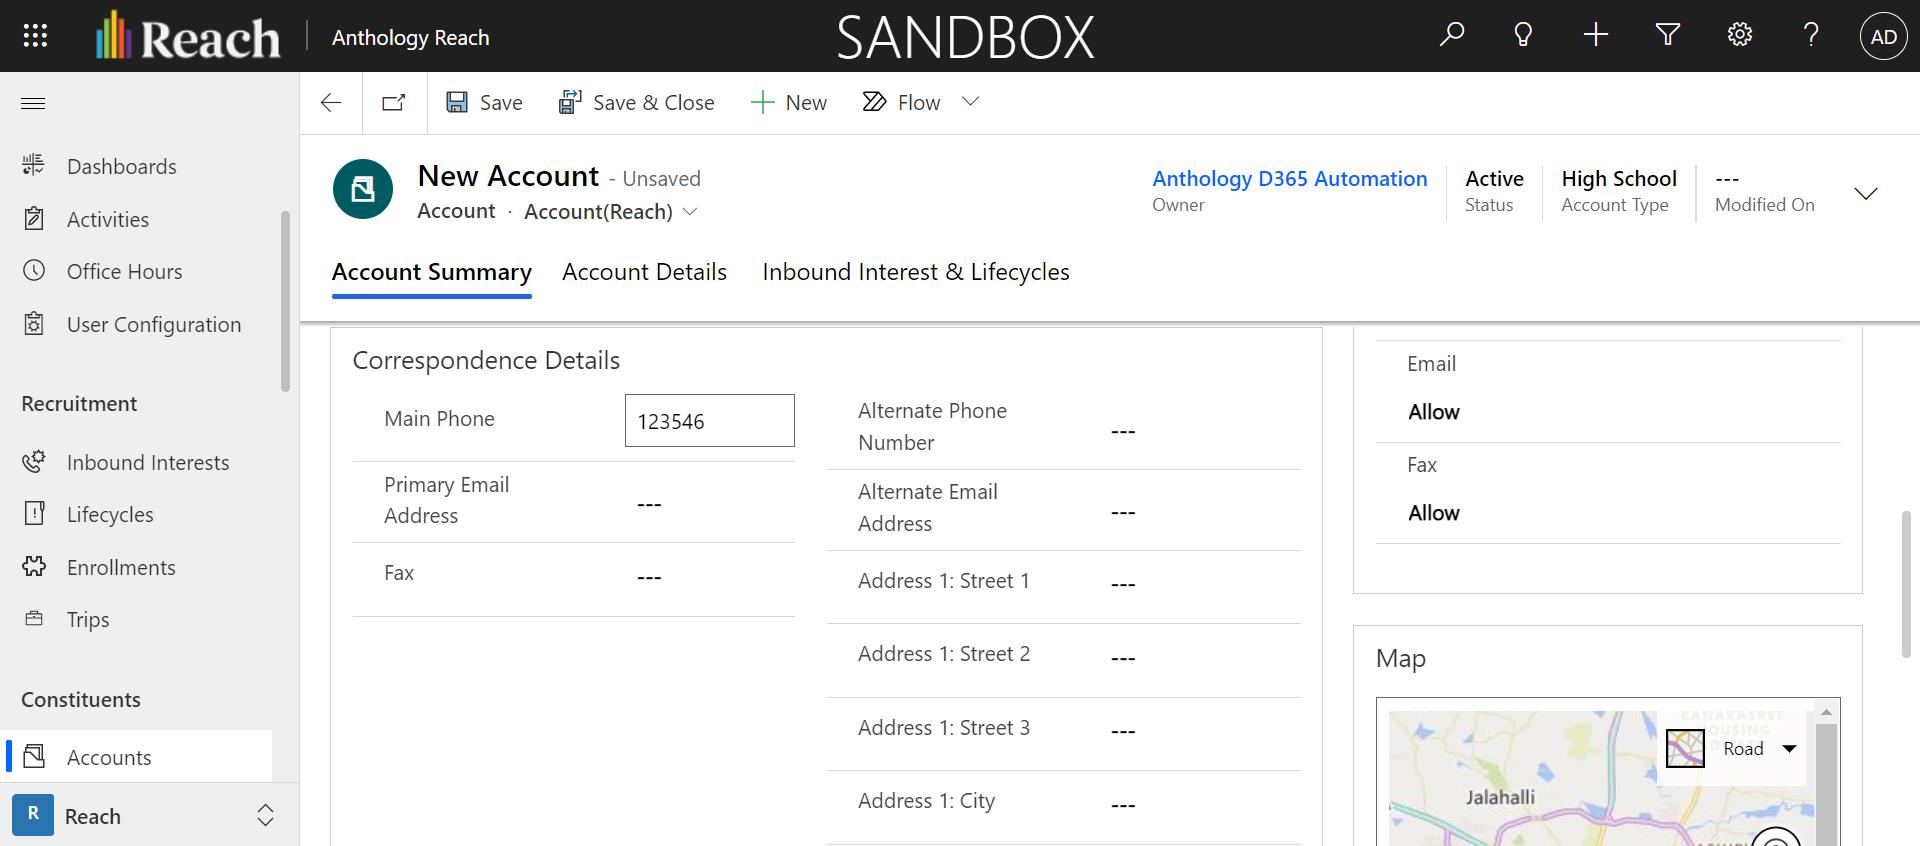 Reach
Anthology Reach
SANDBOX
AD
Save
Save & Close
New
Flow
Dashboards
Activities
Office Hours
User Configuration
Recruitment
Inbound Interests
Lifecycles
Enrollments
Trips
Constituents
Accounts
R
Reach
New Account - Unsaved
Account · Account(Reach)
Anthology D365 Automation
Owner
Active
Status
High School
Account Type
---
Modified On
Account Summary
Account Details
Inbound Interest & Lifecycles
Correspondence Details
Main Phone
123546
Primary Email
Address
---
Fax
---
Alternate Phone
Number
---
Alternate Email
Address
---
Address 1: Street 1
---
Address 1: Street 2
---
Address 1: Street 3
---
Address 1: City
---
Email
Allow
Fax
Allow
Map
KANAKASREE
Road
Jalahalli